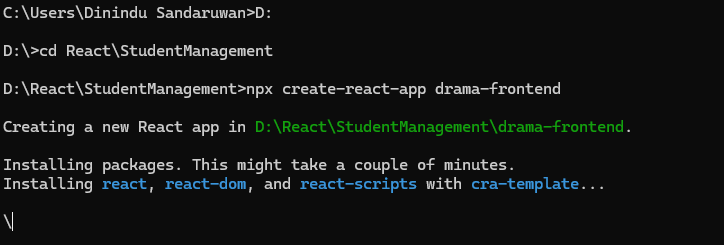 C:\Users\Dinindu Sandaruwan>D:
D:\>cd React\StudentManagement
D:\React\StudentManagement>npx create-react-app drama-frontend
Creating a new React app in D:\React\StudentManagement\drama-frontend.
Installing packages. This might take a couple of minutes.
Installing react, react-dom, and react-scripts with cra-template...
\